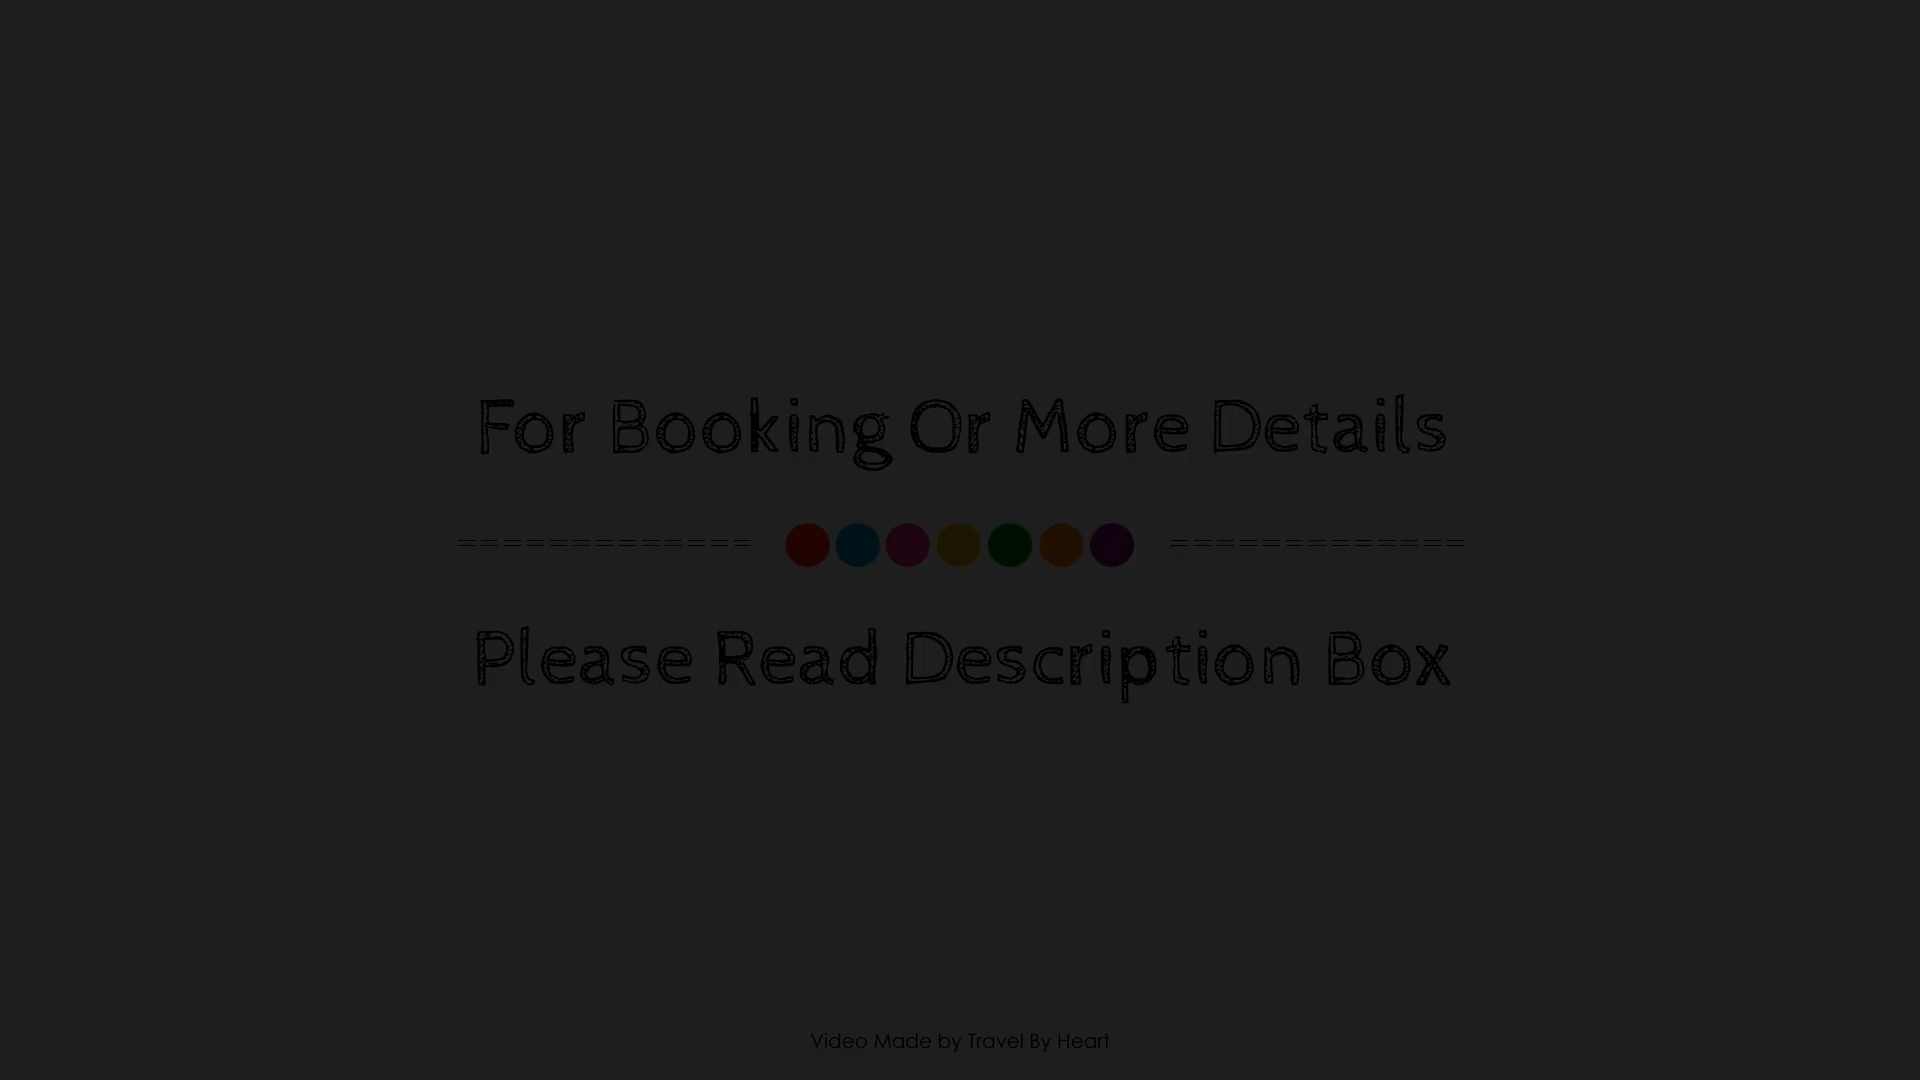 For Booking Or More Details
============= =============
Please Read Description Box
Video Made by Travel By Heart